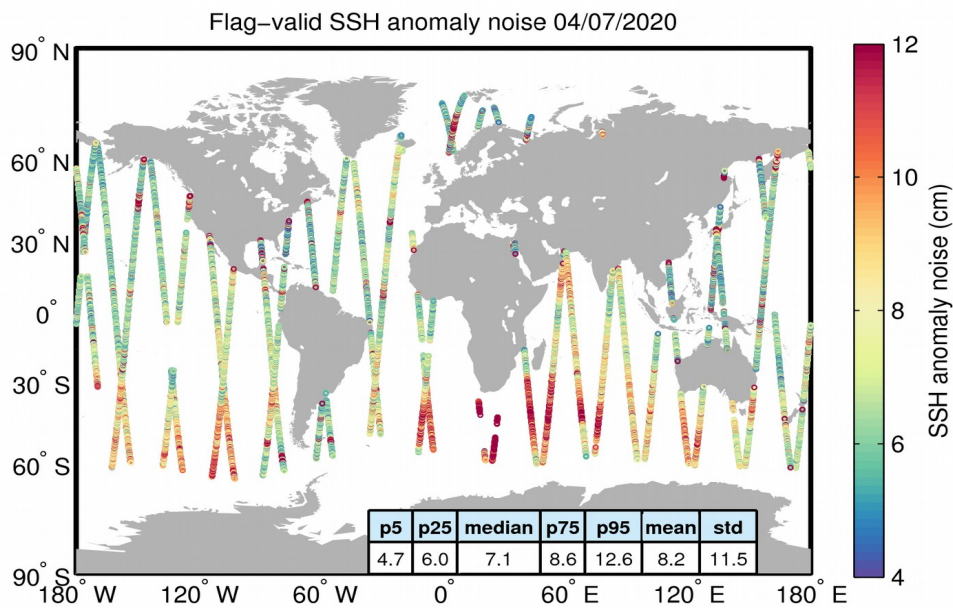 Flag–valid SSH anomaly noise 04/07/2020
90° N
60° N
30° N
0°
30° S
60° S
90° S
180° W 120° W 60° W 0° 60° E 120° E 180° E
p5 p25 median p75 p95 mean std
4.7 6.0 7.1 8.6 12.6 8.2 11.5
12
10
8
6
4
SSH anomaly noise (cm)